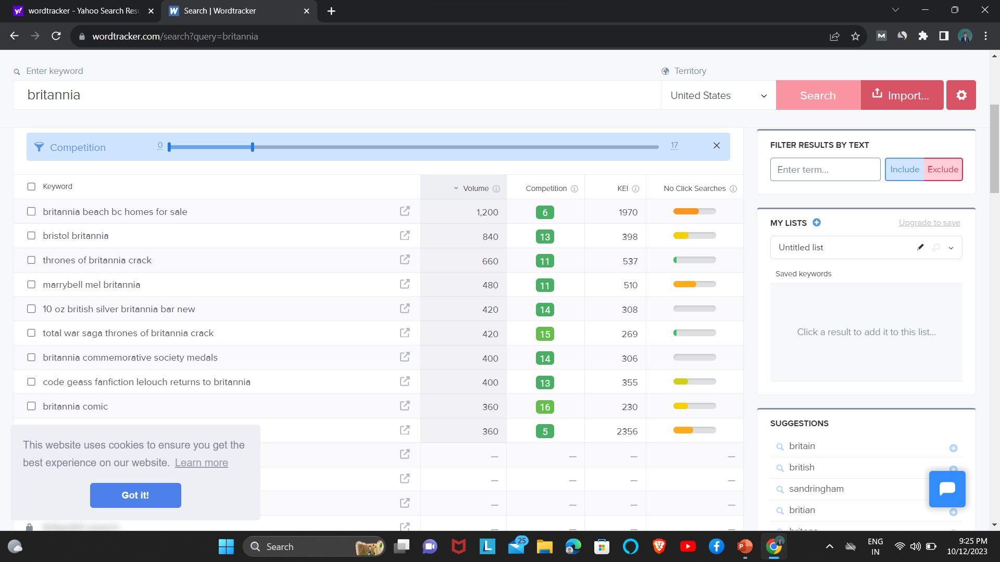 wordtracker - Yahoo Search Resu
Search | Wordtracker
wordtracker.com/search?query=britannia
Enter keyword
Territory
britannia
United States
Search
Import...
Competition
0
17
Keyword
Volume
Competition
KEI
No Click Searches
britannia beach bc homes for sale 1,200 6 1970
bristol britannia 840 13 398
thrones of britannia crack 660 11 537
marrybell mel britannia 480 11 510
10 oz british silver britannia bar new 420 14 308
total war saga thrones of britannia crack 420 15 269
britannia commemorative society medals 400 14 306
code geass fanfiction lelouch returns to britannia 400 13 355
britannia comic 360 16 230
360 5 2356
— — — —
— — — —
— — — —
— — — —
This website uses cookies to ensure you get the
best experience on our website. Learn more
Got it!
FILTER RESULTS BY TEXT
Enter term...
Include
Exclude
MY LISTS
Upgrade to save
Untitled list
Saved keywords
Click a result to add it to this list...
SUGGESTIONS
britain
british
sandringham
britian
Search
25
ENG
IN
9:25 PM
10/12/2023